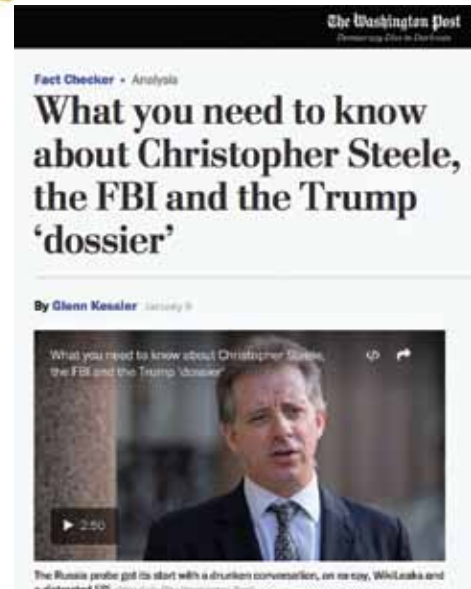 The Washington Post
Democracy Dies in Darkness
Fact Checker • Analysis
What you need to know
about Christopher Steele,
the FBI and the Trump
‘dossier’
By Glenn Kessler January 9
What you need to know about Christopher Steele,
the FBI and the Trump ‘dossier’
2:50
The Russia probe got its start with a drunken conversation, an ex-spy, WikiLeaks and
a distracted FBI.